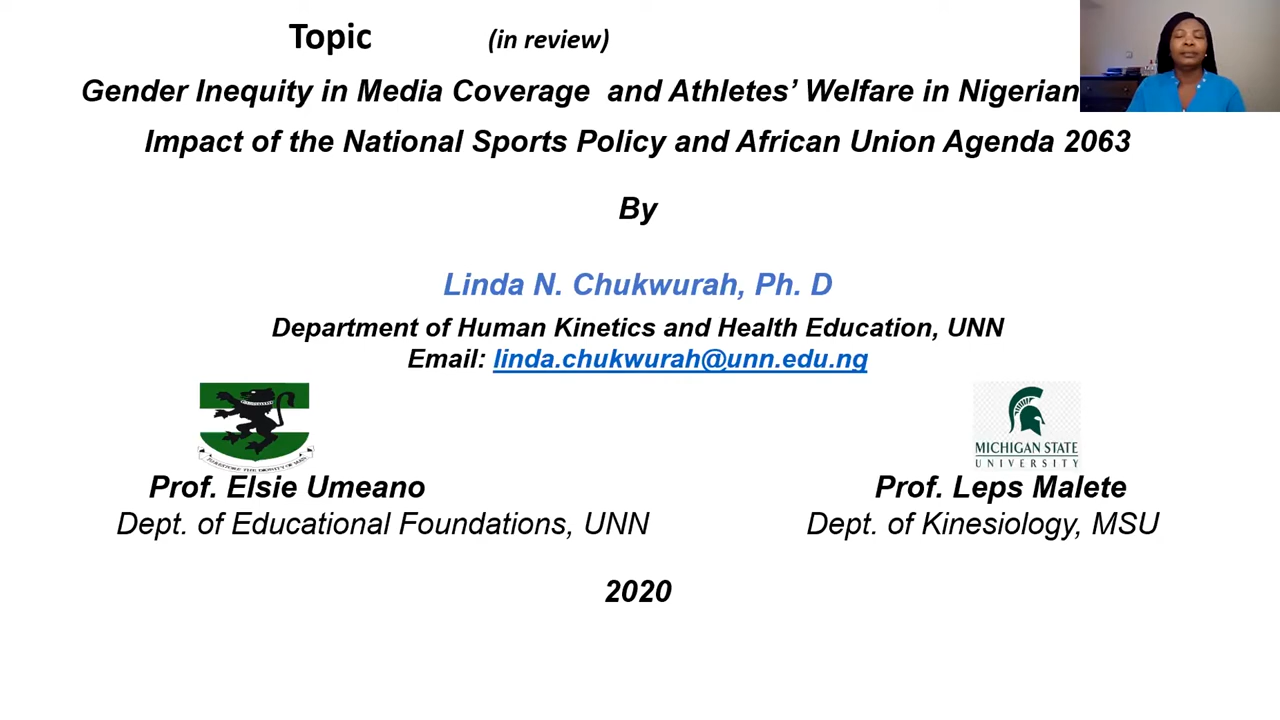 Topic (in review)
Gender Inequity in Media Coverage and Athletes’ Welfare in Nigerian
Impact of the National Sports Policy and African Union Agenda 2063
By
Linda N. Chukwurah, Ph. D
Department of Human Kinetics and Health Education, UNN
Email: linda.chukwurah@unn.edu.ng
MICHIGAN STATE
UNIVERSITY
Prof. Elsie Umeano
Prof. Leps Malete
Dept. of Educational Foundations, UNN
Dept. of Kinesiology, MSU
2020